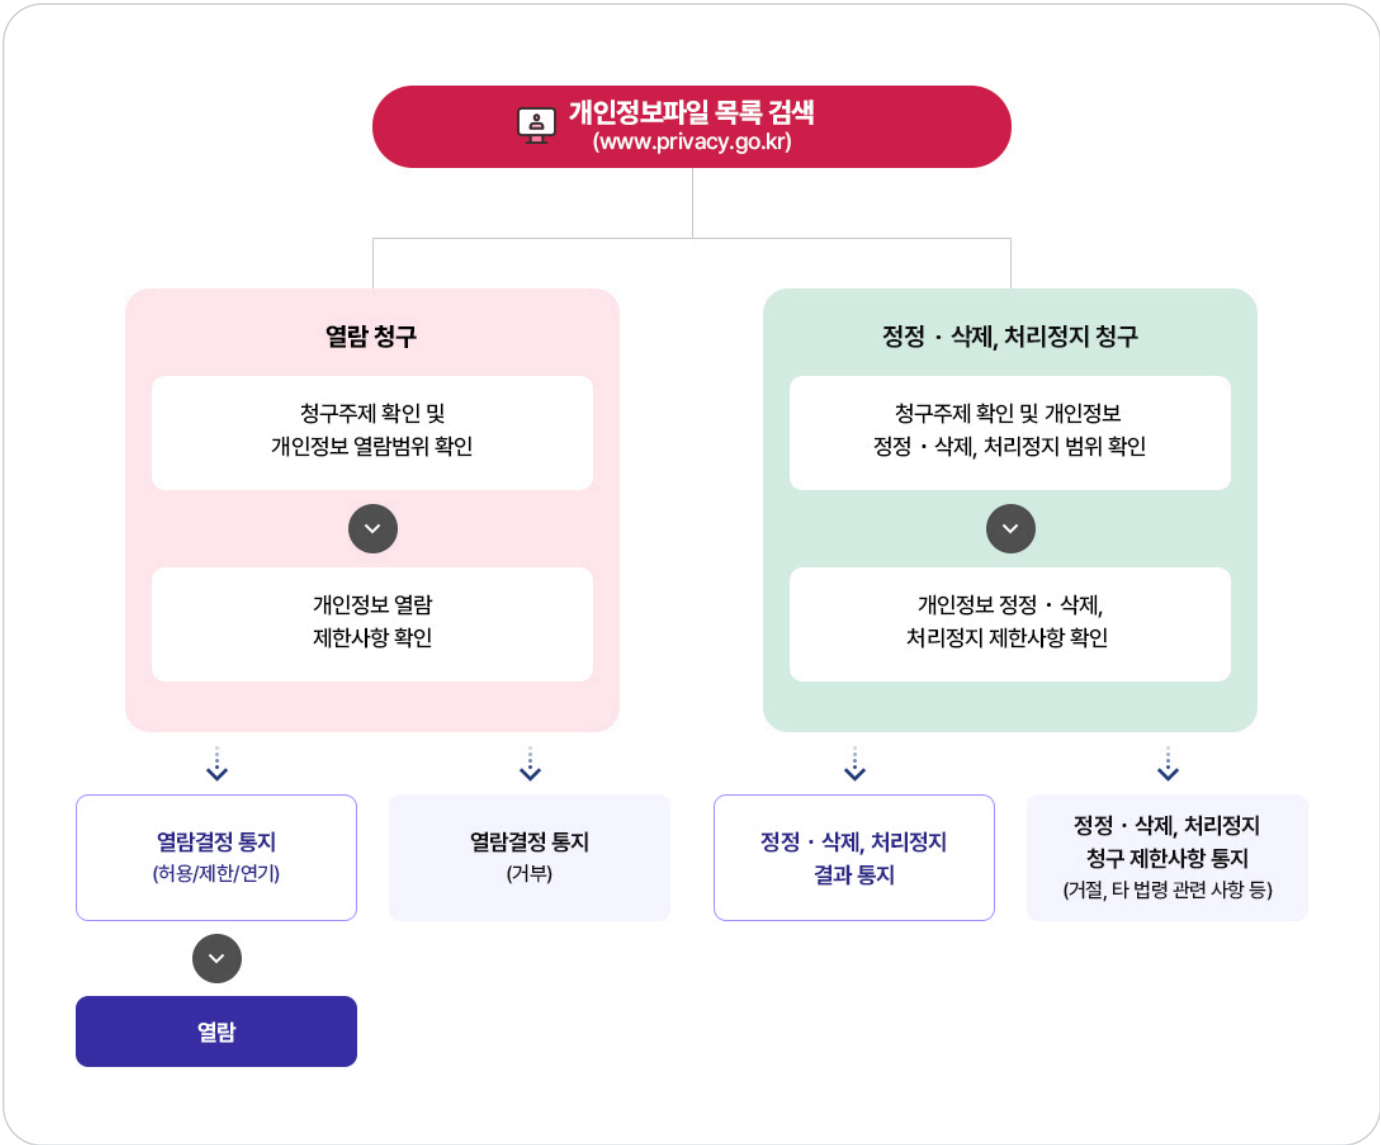 개인정보파일 목록 검색
(www.privacy.go.kr)
열람 청구
청구주제 확인 및
개인정보 열람범위 확인
개인정보 열람
제한사항 확인
정정 · 삭제, 처리정지 청구
청구주제 확인 및 개인정보
정정 · 삭제, 처리정지 범위 확인
개인정보 정정 · 삭제,
처리정지 제한사항 확인
열람결정 통지
(허용/제한/연기)
열람결정 통지
(거부)
정정 · 삭제, 처리정지
결과 통지
정정 · 삭제, 처리정지
청구 제한사항 통지
(거절, 타 법령 관련 사항 등)
열람